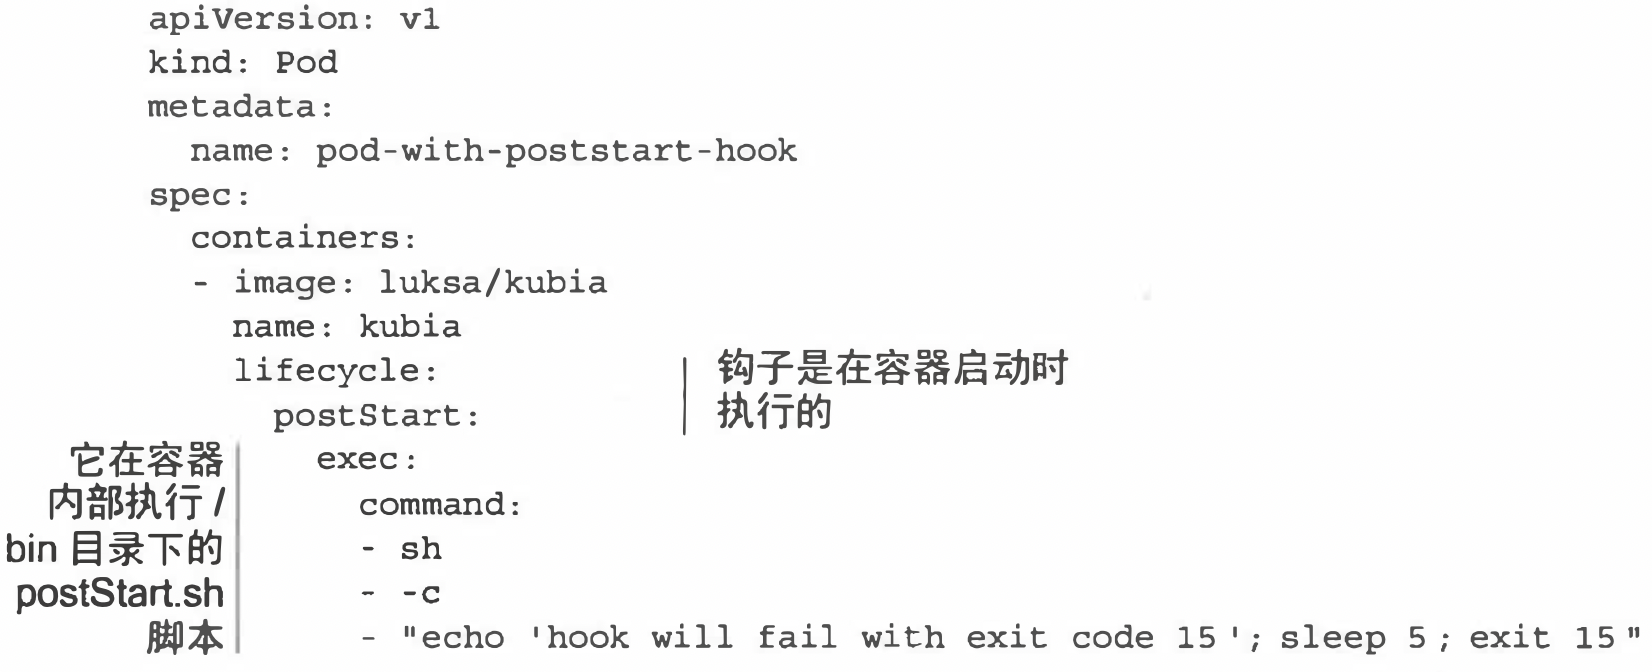 apiVersion: v1
kind: Pod
metadata:
  name: pod-with-poststart-hook
spec:
  containers:
  - image: luksa/kubia
    name: kubia
    lifecycle:
      postStart:
钩子是在容器启动时
执行的
        exec:
          command:
          - sh
          - -c
          - "echo 'hook will fail with exit code 15'; sleep 5; exit 15"
它在容器
内部执行 /
bin 目录下的
postStart.sh
脚本